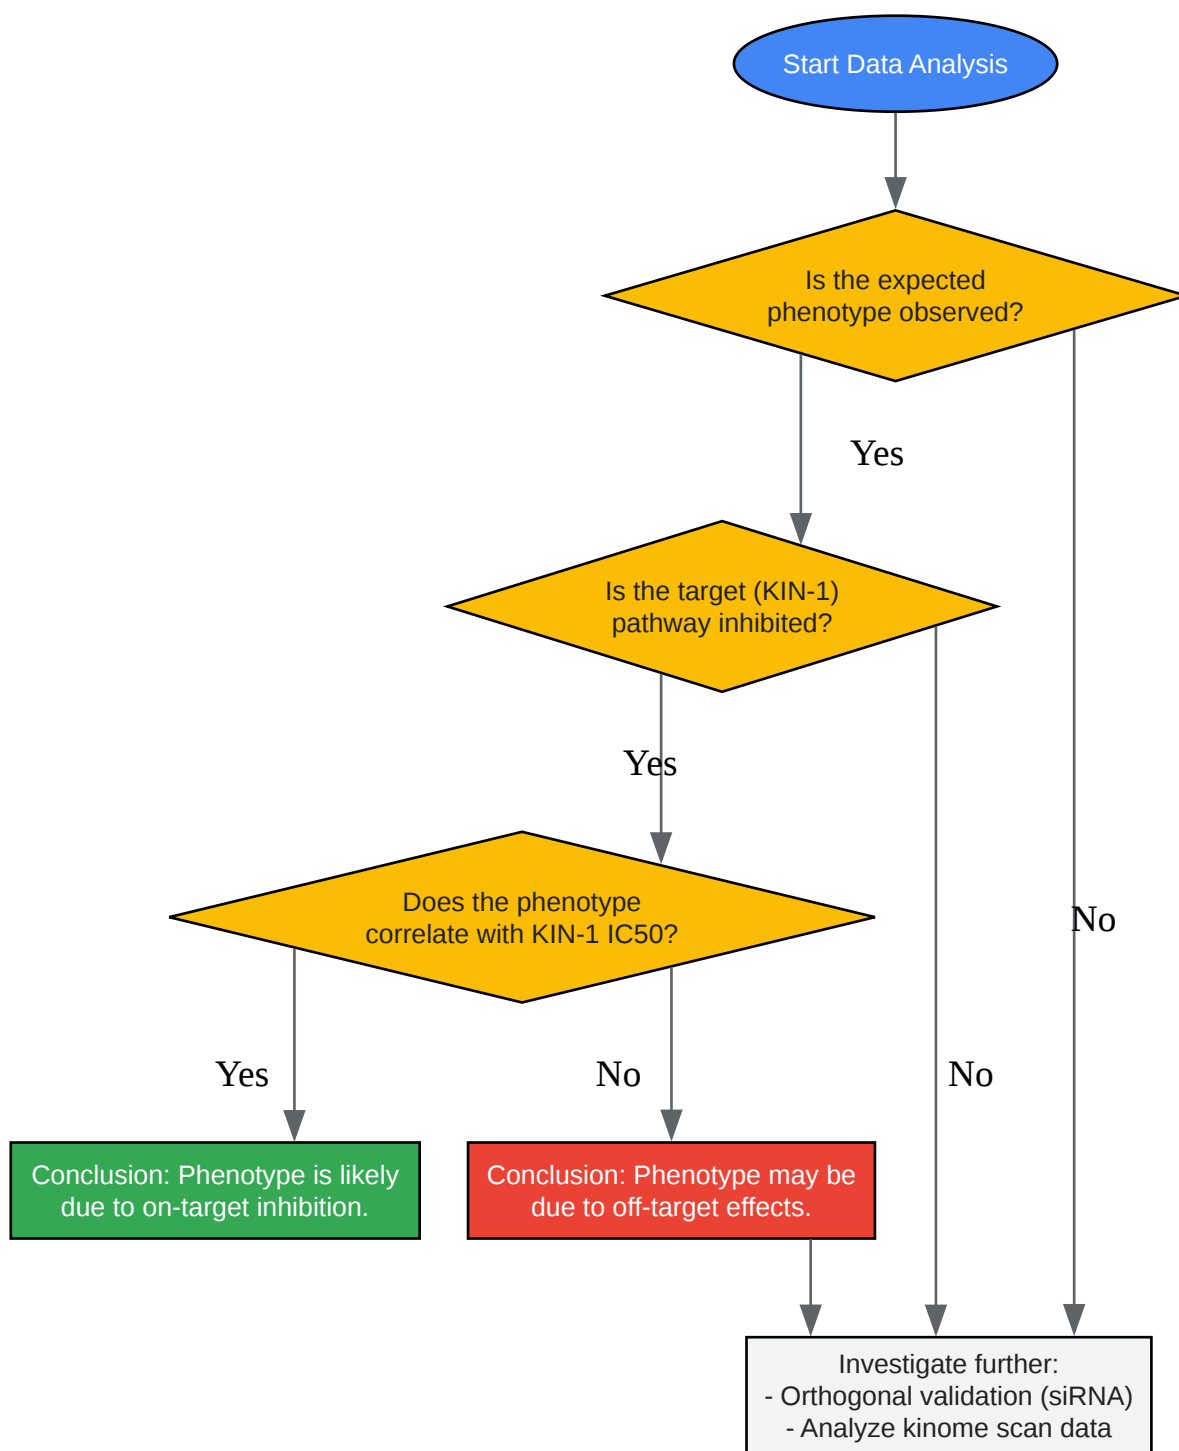 Start Data Analysis
Is the expected
phenotype observed?
Yes
Is the target (KIN-1)
pathway inhibited?
Yes
Does the phenotype
correlate with KIN-1 IC50?
No
Yes
No
No
Conclusion: Phenotype is likely
due to on-target inhibition.
Conclusion: Phenotype may be
due to off-target effects.
Investigate further:
- Orthogonal validation (siRNA)
- Analyze kinome scan data